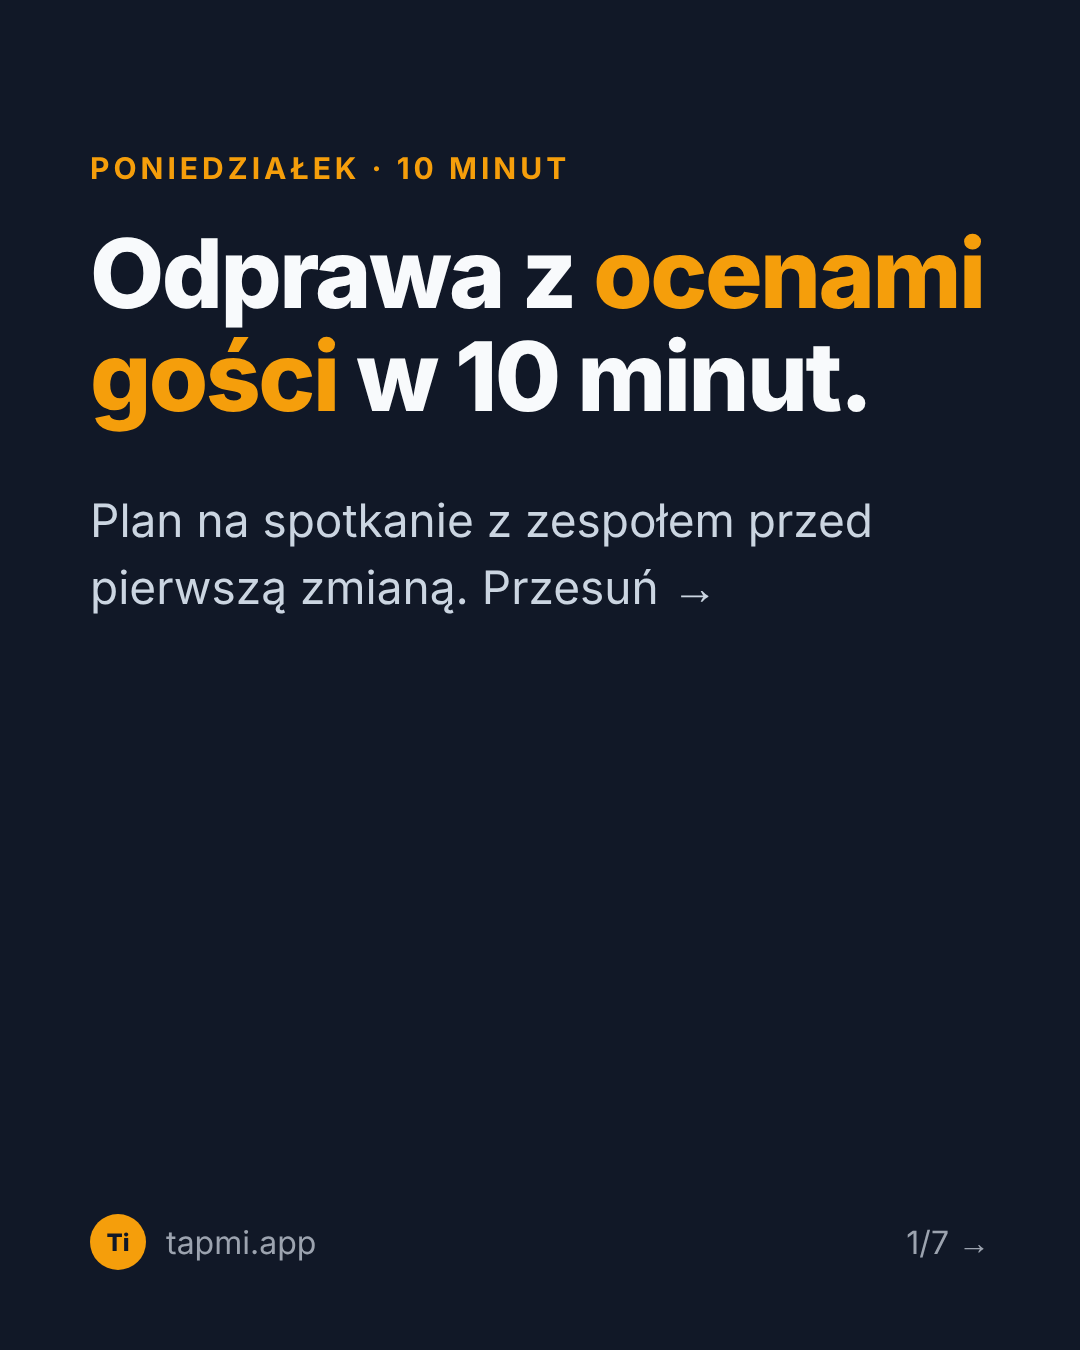 PONIEDZIAŁEK · 10 MINUT
Odprawa z ocenami
gości w 10 minut.
Plan na spotkanie z zespołem przed
pierwszą zmianą. Przesuń →
Ti tapmi.app 1/7 →